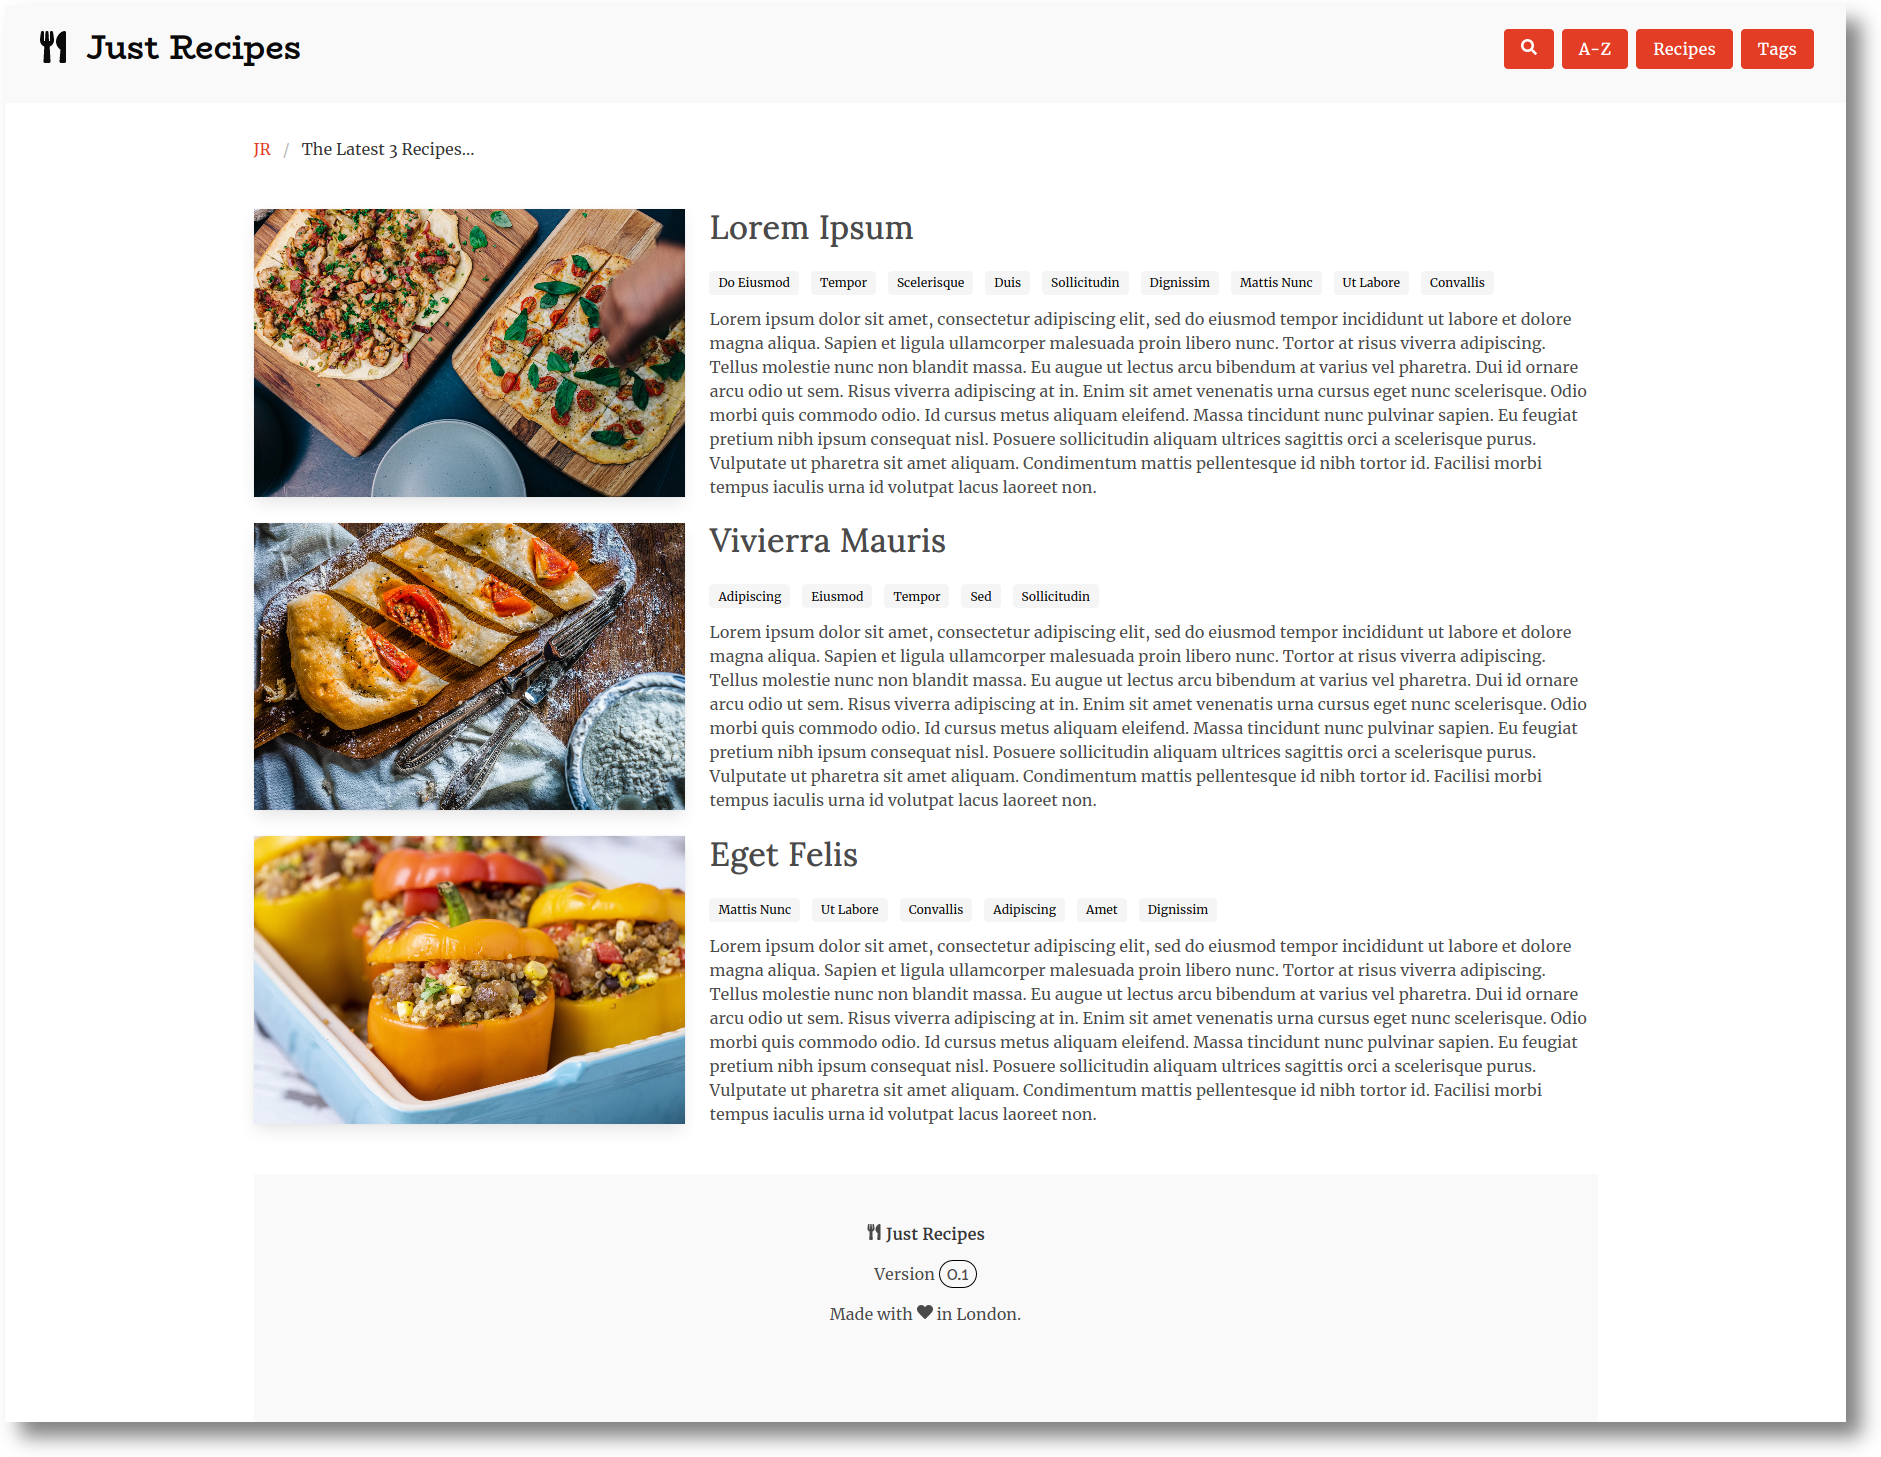 Just Recipes
A-Z Recipes Tags
JR / The Latest 3 Recipes...
Lorem Ipsum
Do Eiusmod Tempor Scelerisque Duis Sollicitudin Dignissim Mattis Nunc Ut Labore Convallis
Lorem ipsum dolor sit amet, consectetur adipiscing elit, sed do eiusmod tempor incididunt ut labore et dolore
magna aliqua. Sapien et ligula ullamcorper malesuada proin libero nunc. Tortor at risus viverra adipiscing.
Tellus molestie nunc non blandit massa. Eu augue ut lectus arcu bibendum at varius vel pharetra. Dui id ornare
arcu odio ut sem. Risus viverra adipiscing at in. Enim sit amet venenatis urna cursus eget nunc scelerisque. Odio
morbi quis commodo odio. Id cursus metus aliquam eleifend. Massa tincidunt nunc pulvinar sapien. Eu feugiat
pretium nibh ipsum consequat nisl. Posuere sollicitudin aliquam ultrices sagittis orci a scelerisque purus.
Vulputate ut pharetra sit amet aliquam. Condimentum mattis pellentesque id nibh tortor id. Facilisi morbi
tempus iaculis urna id volutpat lacus laoreet non.
Vivierra Mauris
Adipiscing Eiusmod Tempor Sed Sollicitudin
Lorem ipsum dolor sit amet, consectetur adipiscing elit, sed do eiusmod tempor incididunt ut labore et dolore
magna aliqua. Sapien et ligula ullamcorper malesuada proin libero nunc. Tortor at risus viverra adipiscing.
Tellus molestie nunc non blandit massa. Eu augue ut lectus arcu bibendum at varius vel pharetra. Dui id ornare
arcu odio ut sem. Risus viverra adipiscing at in. Enim sit amet venenatis urna cursus eget nunc scelerisque. Odio
morbi quis commodo odio. Id cursus metus aliquam eleifend. Massa tincidunt nunc pulvinar sapien. Eu feugiat
pretium nibh ipsum consequat nisl. Posuere sollicitudin aliquam ultrices sagittis orci a scelerisque purus.
Vulputate ut pharetra sit amet aliquam. Condimentum mattis pellentesque id nibh tortor id. Facilisi morbi
tempus iaculis urna id volutpat lacus laoreet non.
Eget Felis
Mattis Nunc Ut Labore Convallis Adipiscing Amet Dignissim
Lorem ipsum dolor sit amet, consectetur adipiscing elit, sed do eiusmod tempor incididunt ut labore et dolore
magna aliqua. Sapien et ligula ullamcorper malesuada proin libero nunc. Tortor at risus viverra adipiscing.
Tellus molestie nunc non blandit massa. Eu augue ut lectus arcu bibendum at varius vel pharetra. Dui id ornare
arcu odio ut sem. Risus viverra adipiscing at in. Enim sit amet venenatis urna cursus eget nunc scelerisque. Odio
morbi quis commodo odio. Id cursus metus aliquam eleifend. Massa tincidunt nunc pulvinar sapien. Eu feugiat
pretium nibh ipsum consequat nisl. Posuere sollicitudin aliquam ultrices sagittis orci a scelerisque purus.
Vulputate ut pharetra sit amet aliquam. Condimentum mattis pellentesque id nibh tortor id. Facilisi morbi
tempus iaculis urna id volutpat lacus laoreet non.
Just Recipes
Version 0.1
Made with ♥ in London.